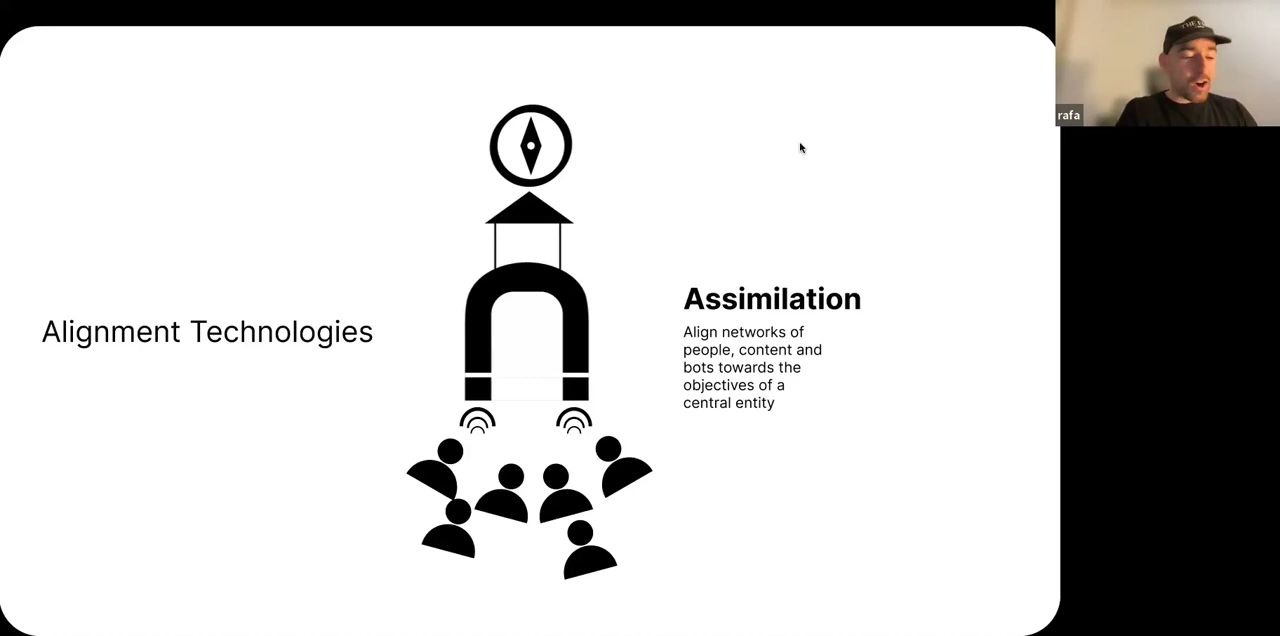 Alignment Technologies
Assimilation
Align networks of
people, content and
bots towards the
objectives of a
central entity
rafa